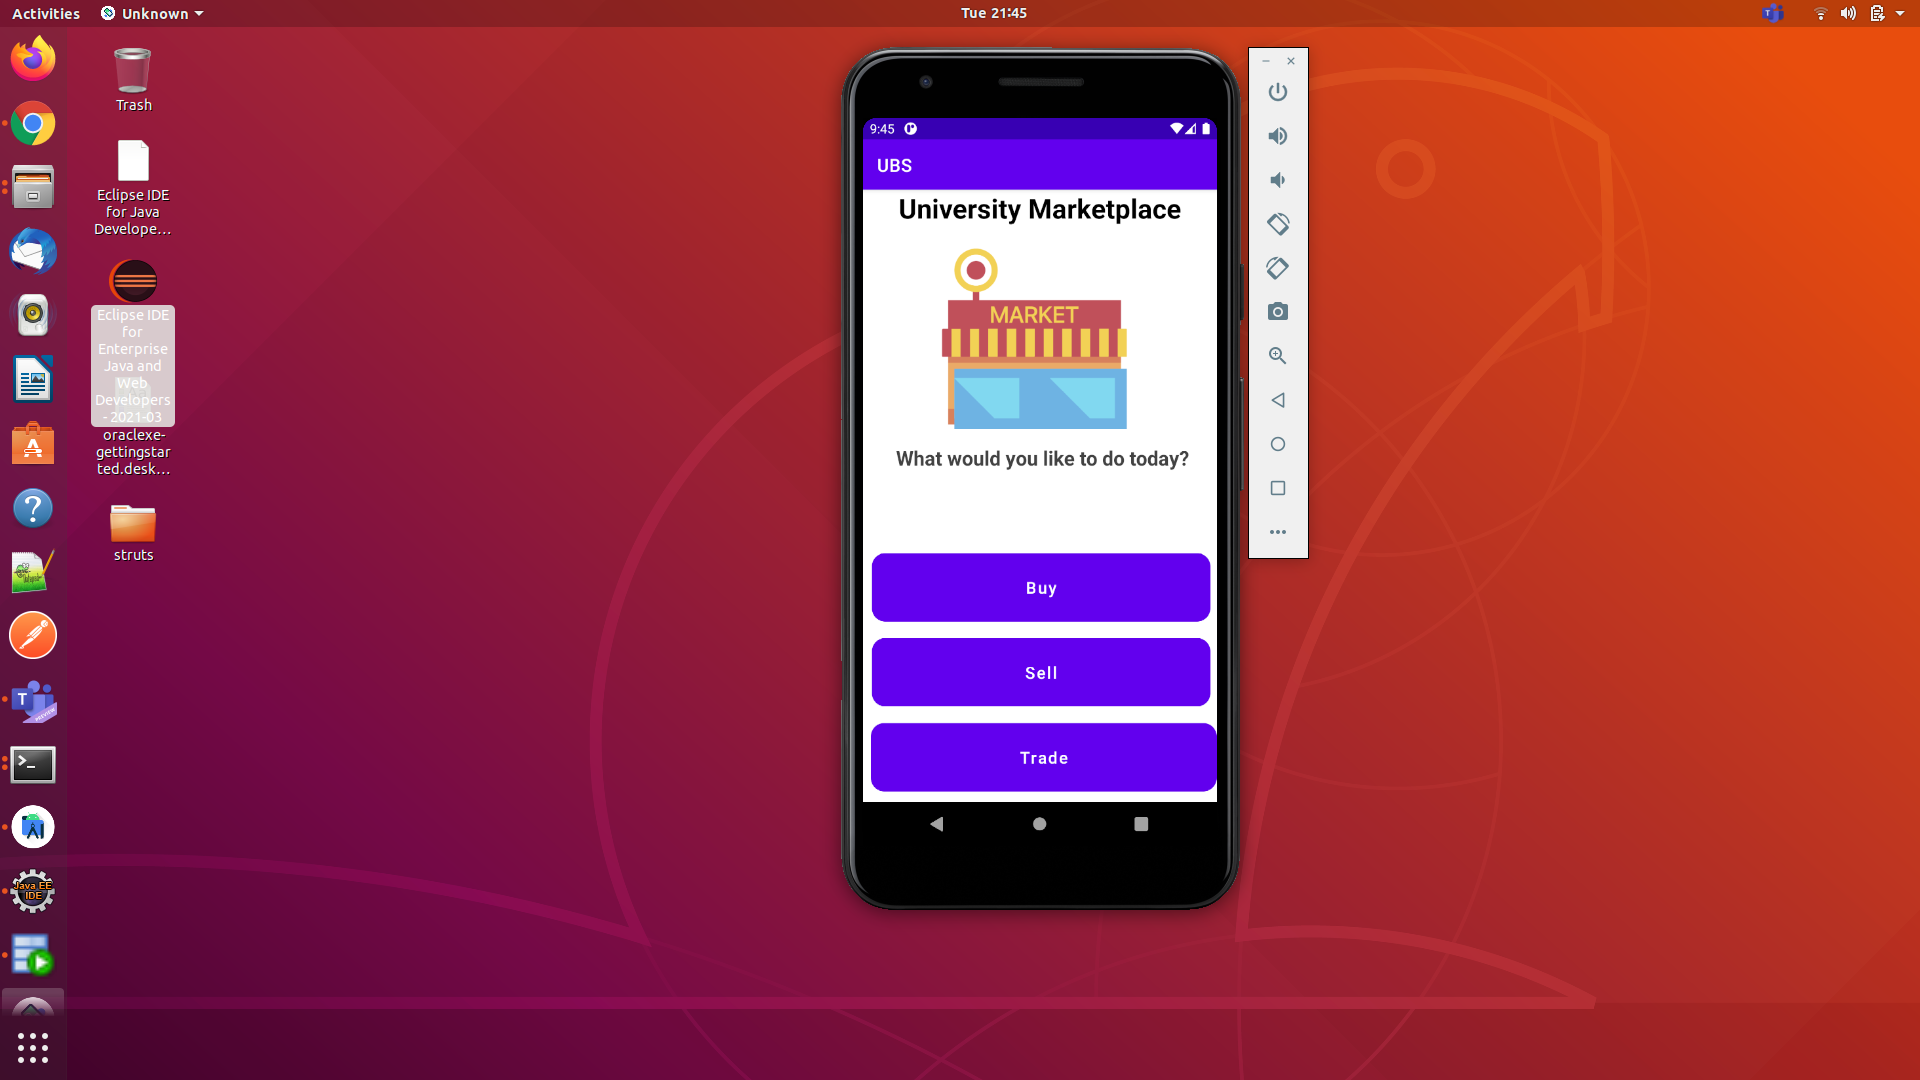 Activities
Unknown
Tue 21:45
Trash
Eclipse IDE
for Java
Develope...
Eclipse IDE
for
Enterprise
Java and
Web
Developers
- 2021-03
oraclexe-
gettingstar
ted.desk...
struts
T
PREVIEW
>_
Java EE
IDE
9:45
UBS
University Marketplace
MARKET
What would you like to do today?
Buy
Sell
Trade